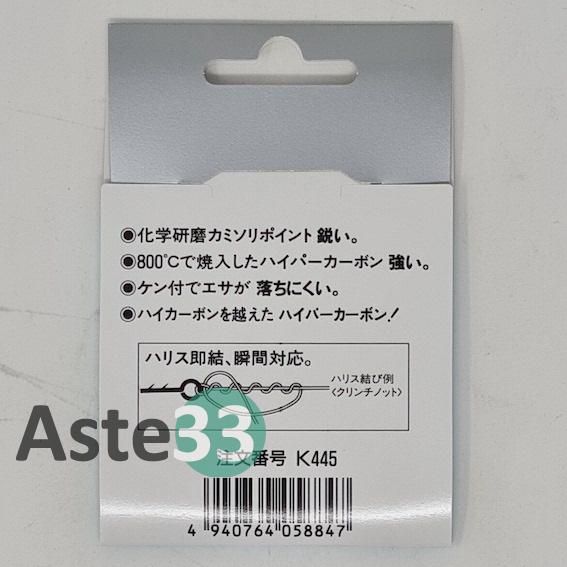 ◉化学研磨カミソリポイント 鋭い。
◉800℃で焼入したハイパーカーボン 強い。
◉ケン付でエサが 落ちにくい。
◉ハイカーボンを越えた ハイパーカーボン!
ハリス即結、瞬間対応。
ハリス結び例
〈クリンチノット〉
Aste33
注文番号 K445
4 940764 058847